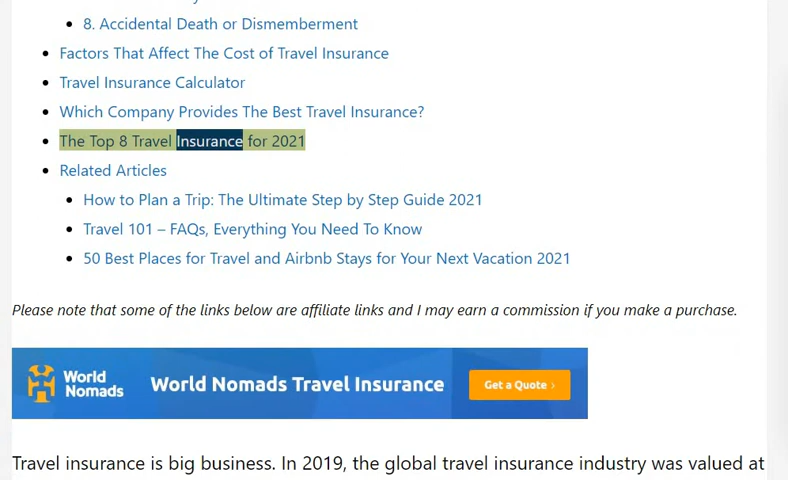 8. Accidental Death or Dismemberment
Factors That Affect The Cost of Travel Insurance
Travel Insurance Calculator
Which Company Provides The Best Travel Insurance?
The Top 8 Travel Insurance for 2021
Related Articles
How to Plan a Trip: The Ultimate Step by Step Guide 2021
Travel 101 – FAQs, Everything You Need To Know
50 Best Places for Travel and Airbnb Stays for Your Next Vacation 2021
Please note that some of the links below are affiliate links and I may earn a commission if you make a purchase.
World Nomads
World Nomads Travel Insurance
Get a Quote ›
Travel insurance is big business. In 2019, the global travel insurance industry was valued at